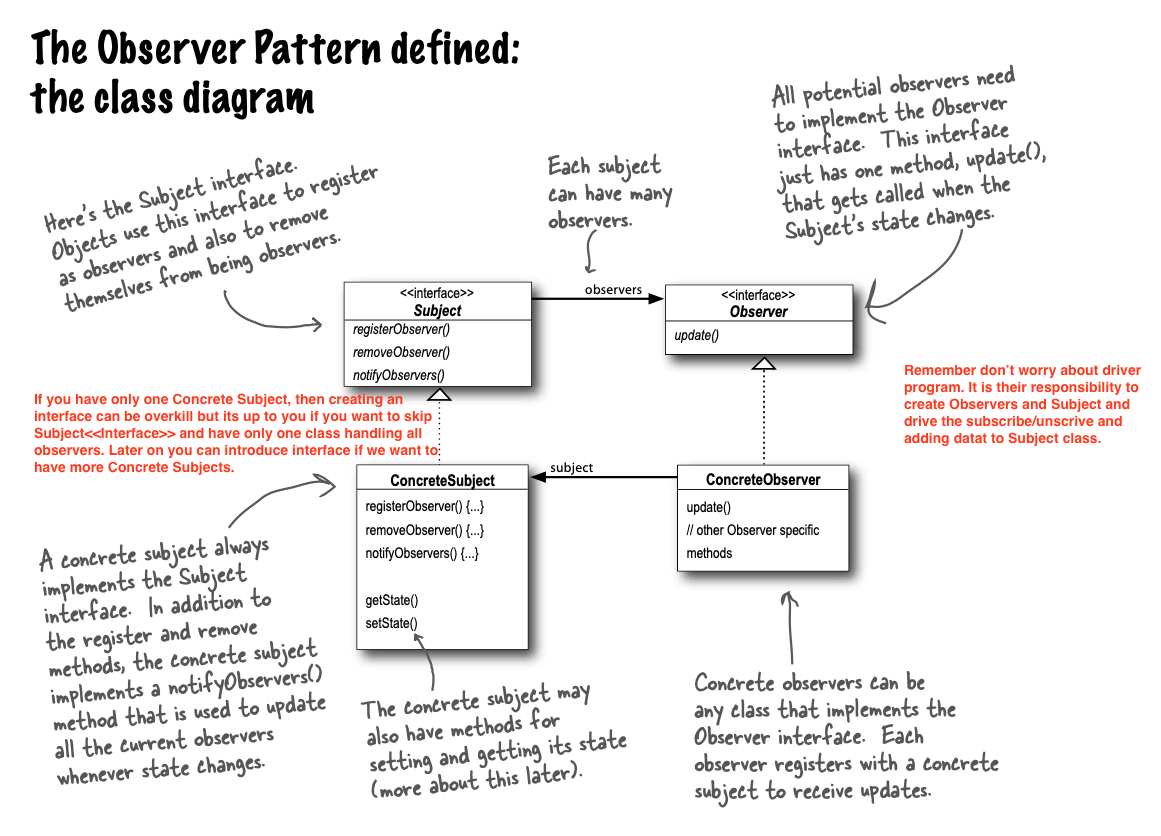 The Observer Pattern defined:
the class diagram
All potential observers need
to implement the Observer
interface. This interface
just has one method, update(),
that gets called when the
Subject's state changes.
Here's the Subject interface.
Objects use this interface to register
as observers and also to remove
themselves from being observers.
Each subject
can have many
observers.
<<interface>>
Subject
registerObserver()
removeObserver()
notifyObservers()
observers
<<interface>>
Observer
update()
If you have only one Concrete Subject, then creating an
interface can be overkill but its up to you if you want to skip
Subject<<Interface>> and have only one class handling all
observers. Later on you can introduce interface if we want to
have more Concrete Subjects.
Remember don't worry about driver
program. It is their responsibility to
create Observers and Subject and
drive the subscribe/unscrive and
adding datat to Subject class.
ConcreteSubject
registerObserver() {...}
removeObserver() {...}
notifyObservers() {...}
getState()
setState()
subject
ConcreteObserver
update()
// other Observer specific
methods
A concrete subject always
implements the Subject
interface. In addition to
the register and remove
methods, the concrete subject
implements a notifyObservers()
method that is used to update
all the current observers
whenever state changes.
The concrete subject may
also have methods for
setting and getting its state
(more about this later).
Concrete observers can be
any class that implements the
Observer interface. Each
observer registers with a concrete
subject to receive updates.